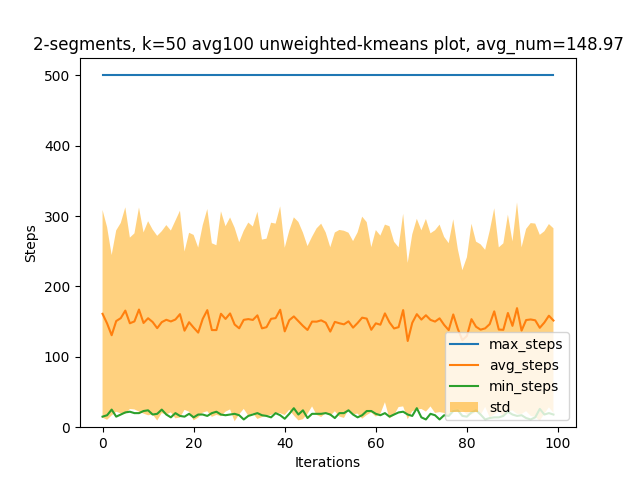 2-segments, k=50 avg100 unweighted-kmeans plot, avg_num=148.97
500
400
300
200
100
0
Steps
max_steps
avg_steps
min_steps
std
0 20 40 60 80 100
Iterations